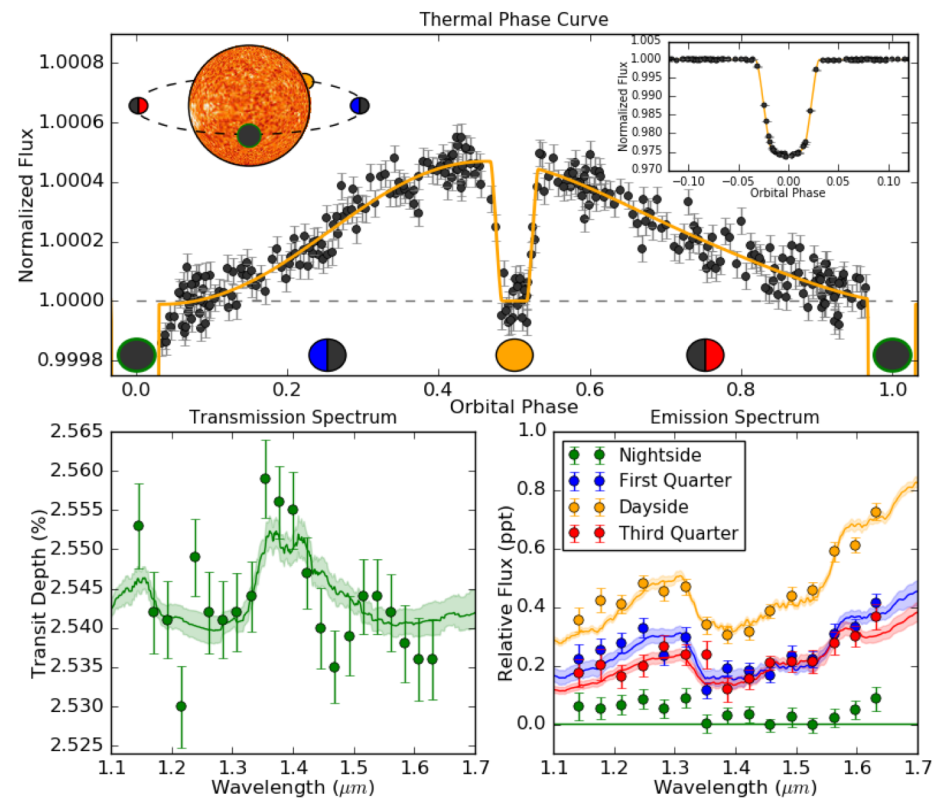 Thermal Phase Curve
Normalized Flux
1.0008
1.0006
1.0004
1.0002
1.0000
0.9998
0.0 0.2 0.4 0.6 0.8 1.0
Orbital Phase
Normalized Flux
1.005
1.000
0.995
0.990
0.985
0.980
0.975
0.970
-0.10 -0.05 0.00 0.05 0.10
Orbital Phase
Transmission Spectrum
Transit Depth (%)
2.565
2.560
2.555
2.550
2.545
2.540
2.535
2.530
2.525
1.1 1.2 1.3 1.4 1.5 1.6 1.7
Wavelength (μm)
Emission Spectrum
Relative Flux (ppt)
1.0
0.8
0.6
0.4
0.2
0.0
Nightside
First Quarter
Dayside
Third Quarter
1.1 1.2 1.3 1.4 1.5 1.6 1.7
Wavelength (μm)